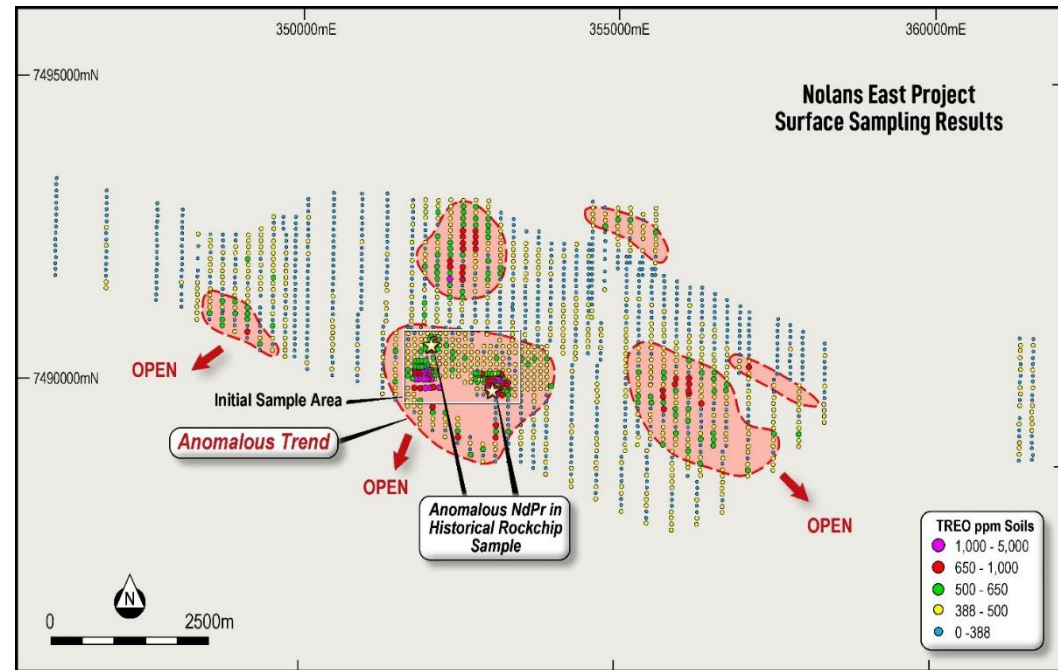 350000mE
355000mE
360000mE
7495000mN
Nolans East Project
Surface Sampling Results
OPEN
7490000mN
Initial Sample Area
Anomalous Trend
OPEN
Anomalous NdPr in
Historical Rockchip
Sample
OPEN
TREO ppm Soils
1,000 - 5,000
650 - 1,000
500 - 650
388 - 500
0 -388
N
0
2500m